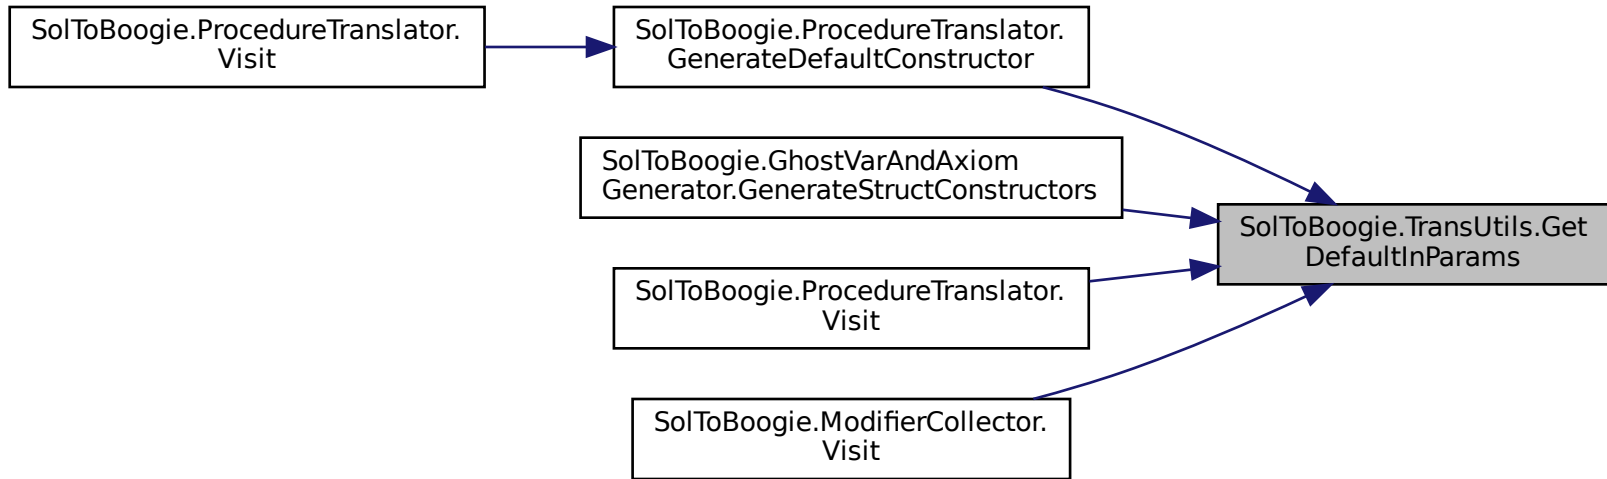 SolToBoogie.ProcedureTranslator.
Visit
SolToBoogie.ProcedureTranslator.
GenerateDefaultConstructor
SolToBoogie.GhostVarAndAxiom
Generator.GenerateStructConstructors
SolToBoogie.ProcedureTranslator.
Visit
SolToBoogie.ModifierCollector.
Visit
SolToBoogie.TransUtils.Get
DefaultInParams